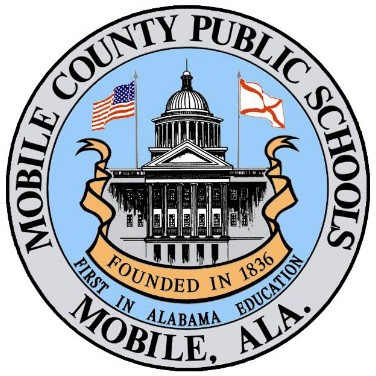 MOBILE COUNTY PUBLIC SCHOOLS
FOUNDED IN 1836
FIRST IN ALABAMA EDUCATION
MOBILE, ALA.